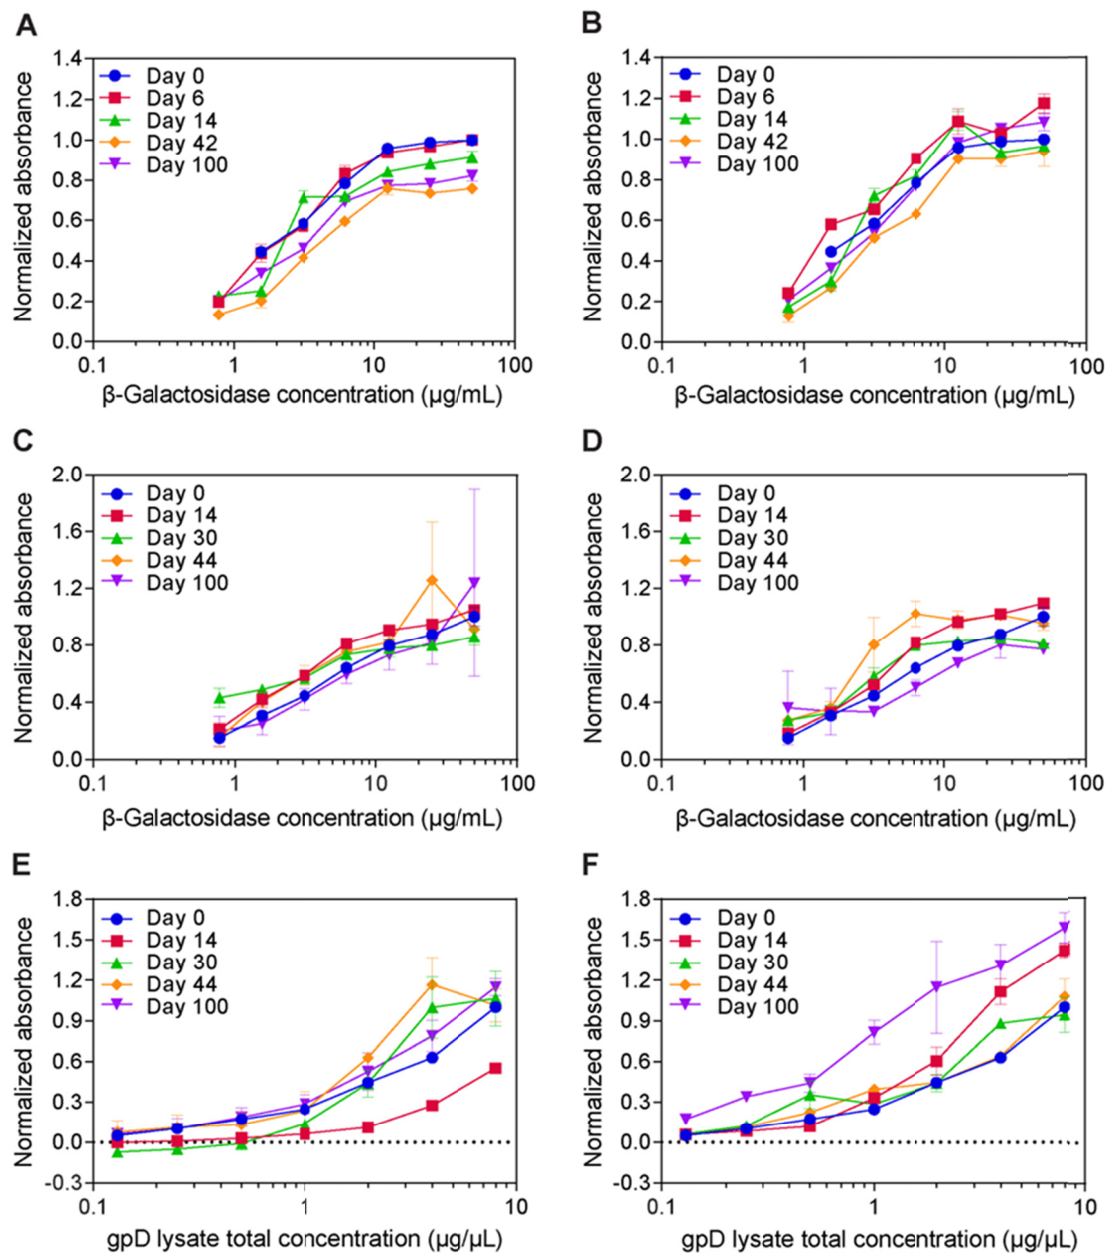 A
Normalized absorbance
1.4
1.2
1.0
0.8
0.6
0.4
0.2
0.0
Day 0
Day 6
Day 14
Day 42
Day 100
0.1 1 10 100
β-Galactosidase concentration (µg/mL)
B
Normalized absorbance
1.4
1.2
1.0
0.8
0.6
0.4
0.2
0.0
Day 0
Day 6
Day 14
Day 42
Day 100
0.1 1 10 100
β-Galactosidase concentration (µg/mL)
C
Normalized absorbance
2.0
1.6
1.2
0.8
0.4
0.0
Day 0
Day 14
Day 30
Day 44
Day 100
0.1 1 10 100
β-Galactosidase concentration (µg/mL)
D
Normalized absorbance
2.0
1.6
1.2
0.8
0.4
0.0
Day 0
Day 14
Day 30
Day 44
Day 100
0.1 1 10 100
β-Galactosidase concentration (µg/mL)
E
Normalized absorbance
1.8
1.5
1.2
0.9
0.6
0.3
0.0
-0.3
Day 0
Day 14
Day 30
Day 44
Day 100
0.1 1 10
gpD lysate total concentration (µg/µL)
F
Normalized absorbance
1.8
1.5
1.2
0.9
0.6
0.3
0.0
-0.3
Day 0
Day 14
Day 30
Day 44
Day 100
0.1 1 10
gpD lysate total concentration (µg/µL)